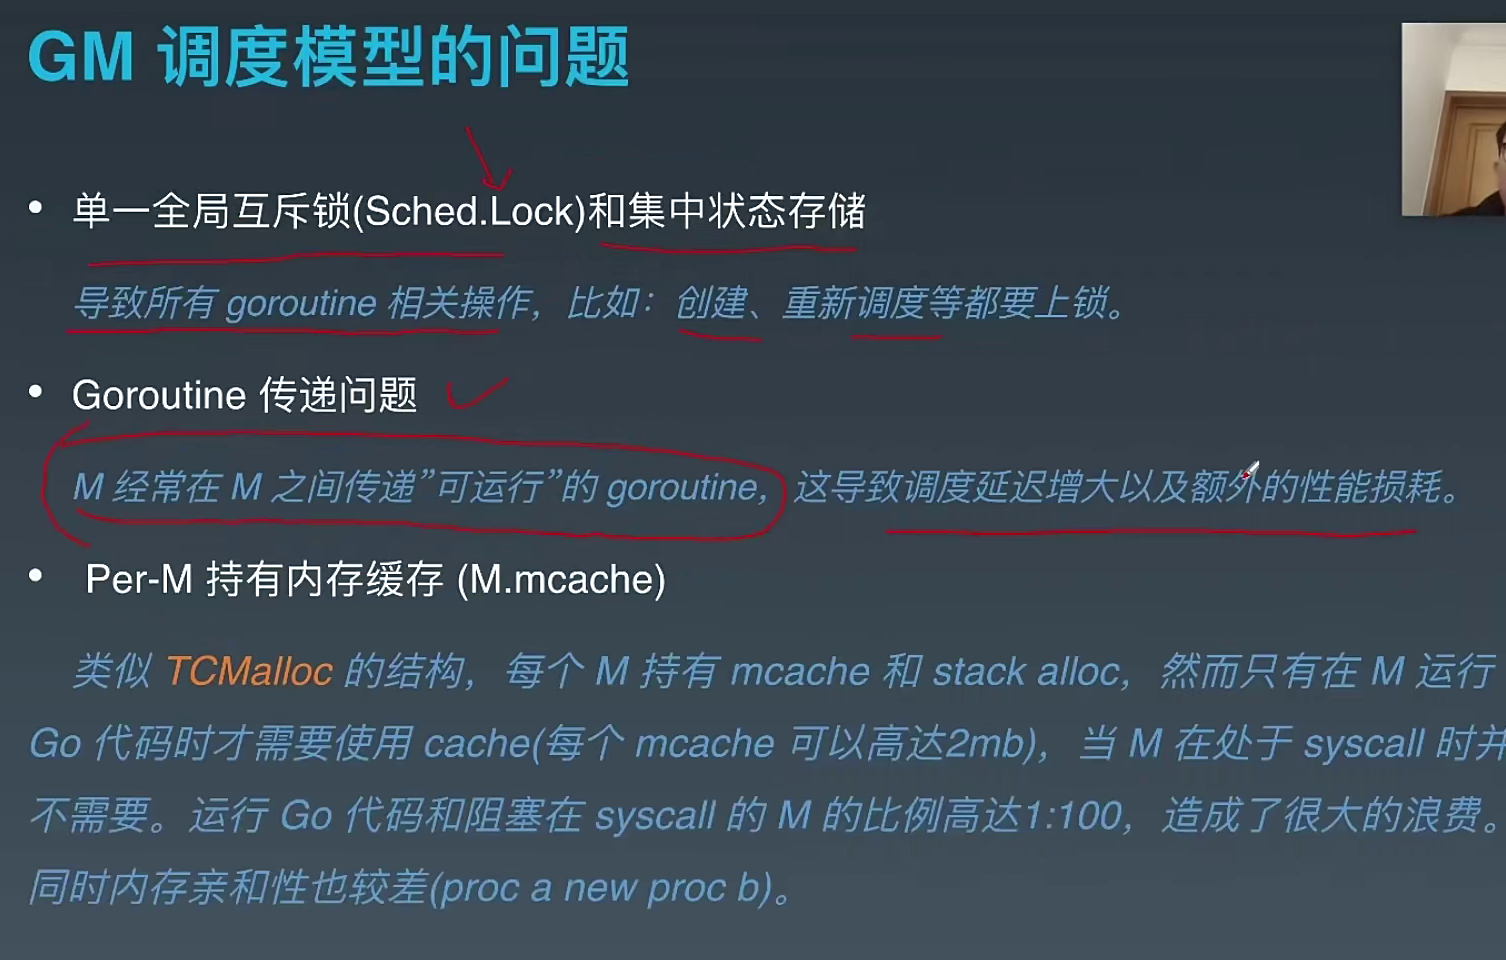 GM 调度模型的问题
• 单一全局互斥锁(Sched.Lock)和集中状态存储
导致所有 goroutine 相关操作，比如：创建、重新调度等都要上锁。
• Goroutine 传递问题
M 经常在 M 之间传递”可运行”的 goroutine，这导致调度延迟增大以及额外的性能损耗。
• Per-M 持有内存缓存 (M.mcache)
类似 TCMalloc 的结构，每个 M 持有 mcache 和 stack alloc，然而只有在 M 运行
Go 代码时才需要使用 cache(每个 mcache 可以高达2mb)，当 M 在处于 syscall 时并
不需要。运行 Go 代码和阻塞在 syscall 的 M 的比例高达1:100，造成了很大的浪费。
同时内存亲和性也较差(proc a new proc b)。